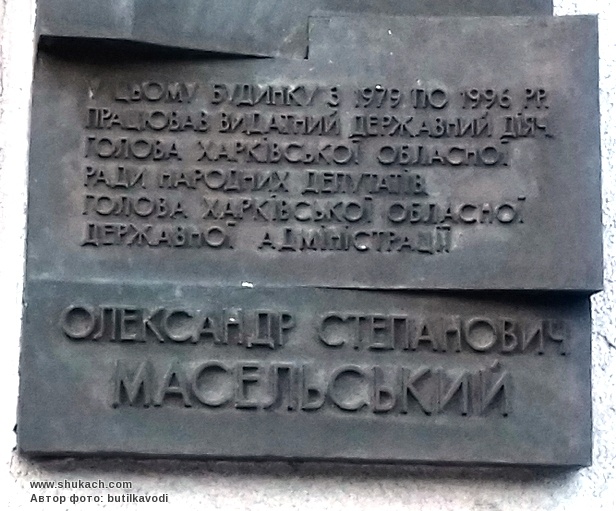 У ЦЬОМУ БУДИНКУ З 1979 ПО 1996 РР.
ПРАЦЮВАВ ВИДАТНИЙ ДЕРЖАВНИЙ ДІЯЧ,
ГОЛОВА ХАРКІВСЬКОЇ ОБЛАСНОЇ
РАДИ НАРОДНИХ ДЕПУТАТІВ,
ГОЛОВА ХАРКІВСЬКОЇ ОБЛАСНОЇ
ДЕРЖАВНОЇ АДМІНІСТРАЦІЇ
ОЛЕКСАНДР СТЕПАНОВИЧ
МАСЕЛЬСЬКИЙ
www.shukach.com
Автор фото: butilkavodi